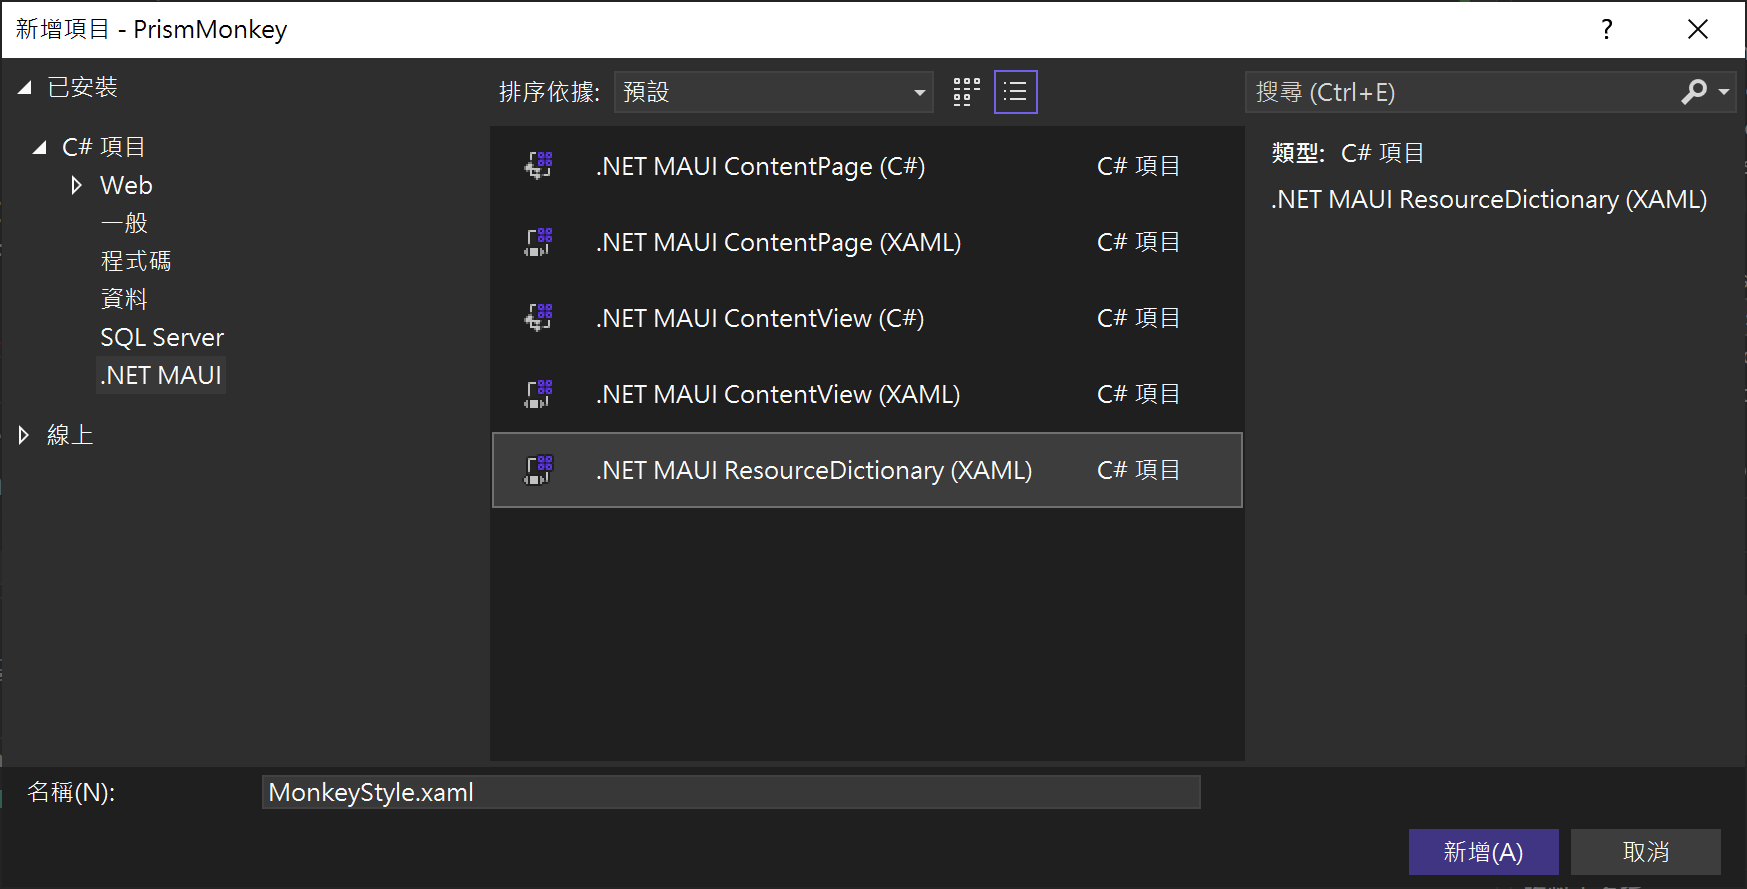 新增項目 - PrismMonkey
?
已安裝
C# 項目
Web
一般
程式碼
資料
SQL Server
.NET MAUI
線上
排序依據: 預設
.NET MAUI ContentPage (C#) C# 項目
.NET MAUI ContentPage (XAML) C# 項目
.NET MAUI ContentView (C#) C# 項目
.NET MAUI ContentView (XAML) C# 項目
.NET MAUI ResourceDictionary (XAML) C# 項目
搜尋 (Ctrl+E)
類型: C# 項目
.NET MAUI ResourceDictionary (XAML)
名稱(N): MonkeyStyle.xaml
新增(A) 取消